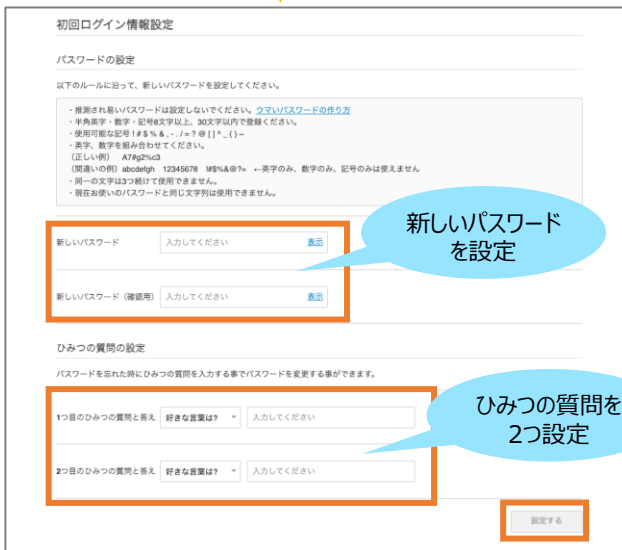 初回ログイン情報設定
パスワードの設定
以下のルールに沿って、新しいパスワードを設定してください。
・推測され易いパスワードは設定しないでください。ウマいパスワードの作り方
・半角英字・数字・記号8文字以上、30文字以内で登録ください。
・使用可能な記号 ! # $ % & , - . / = ? @ [ ] ^ _ { } ~
・英字、数字を組み合わせてください。
（正しい例） A7#g2%c3
（間違いの例）abcdefgh 12345678 !#$%&@?= ←英字のみ、数字のみ、記号のみは使えません
・同一の文字は3つ続けて使用できません。
・現在お使いのパスワードと同じ文字列は使用できません。
新しいパスワード
を設定
新しいパスワード 入力してください 表示
新しいパスワード（確認用） 入力してください 表示
ひみつの質問の設定
パスワードを忘れた時にひみつの質問を入力する事でパスワードを変更する事ができます。
ひみつの質問を
2つ設定
1つ目のひみつの質問と答え 好きな言葉は? 入力してください
2つ目のひみつの質問と答え 好きな言葉は? 入力してください
設定する